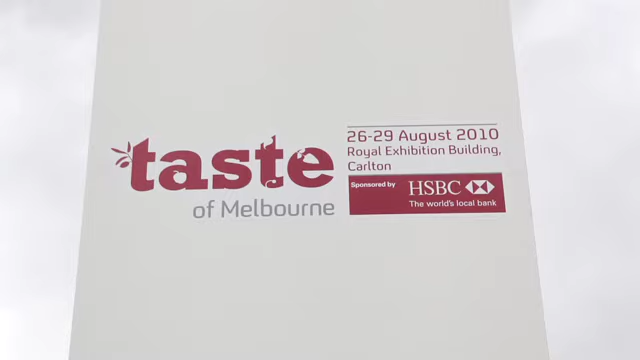 taste
of Melbourne
26-29 August 2010
Royal Exhibition Building,
Carlton
Sponsored by HSBC
The world's local bank